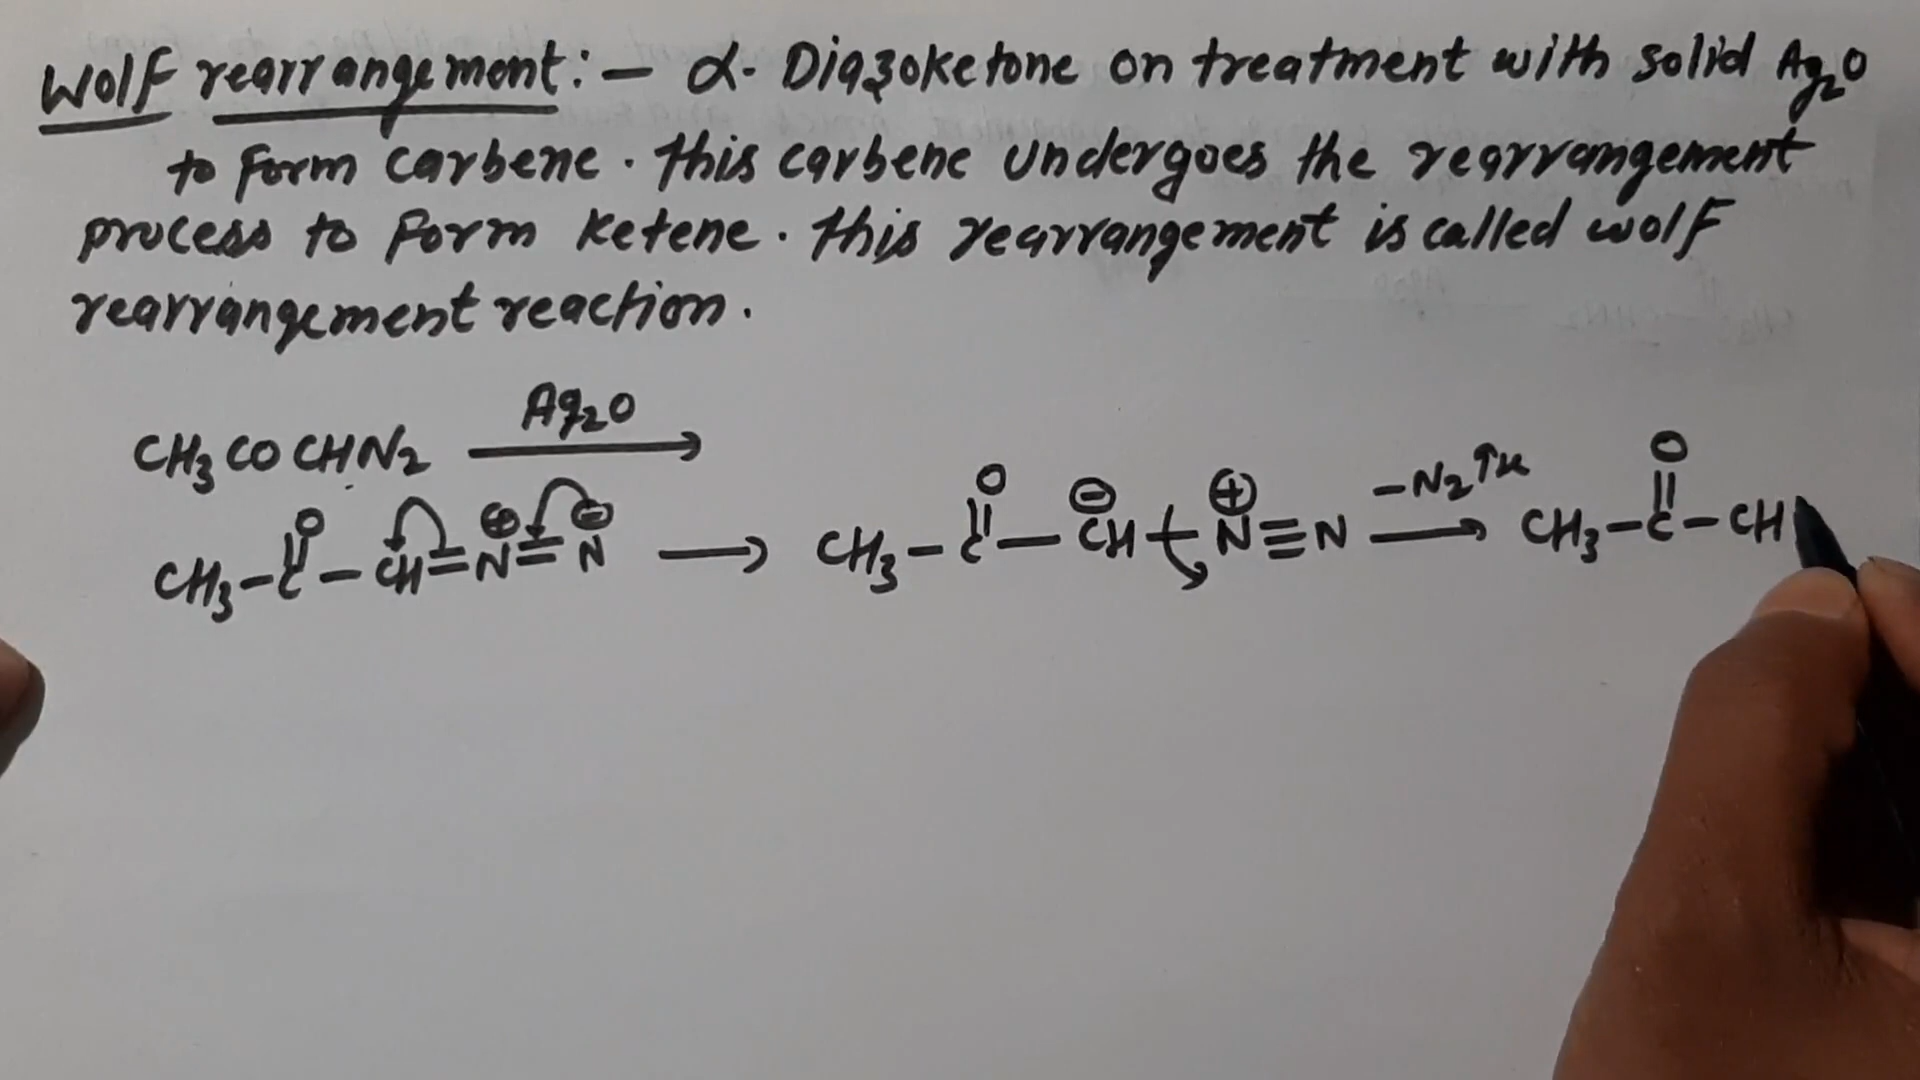 Wolf rearrangement:- α- Diazoketone on treatment with solid Ag₂O
to form carbene. this carbene undergoes the rearrangement
process to form Ketene. this rearrangement is called wolf
rearrangement reaction.
CH₃COCHN₂ Ag₂O →
CH₃-C(=O)-CH=N⊕=N⊖ → CH₃-C(=O)-CH⊖-N⊕≡N -N₂↑ → CH₃-C(=O)-CH